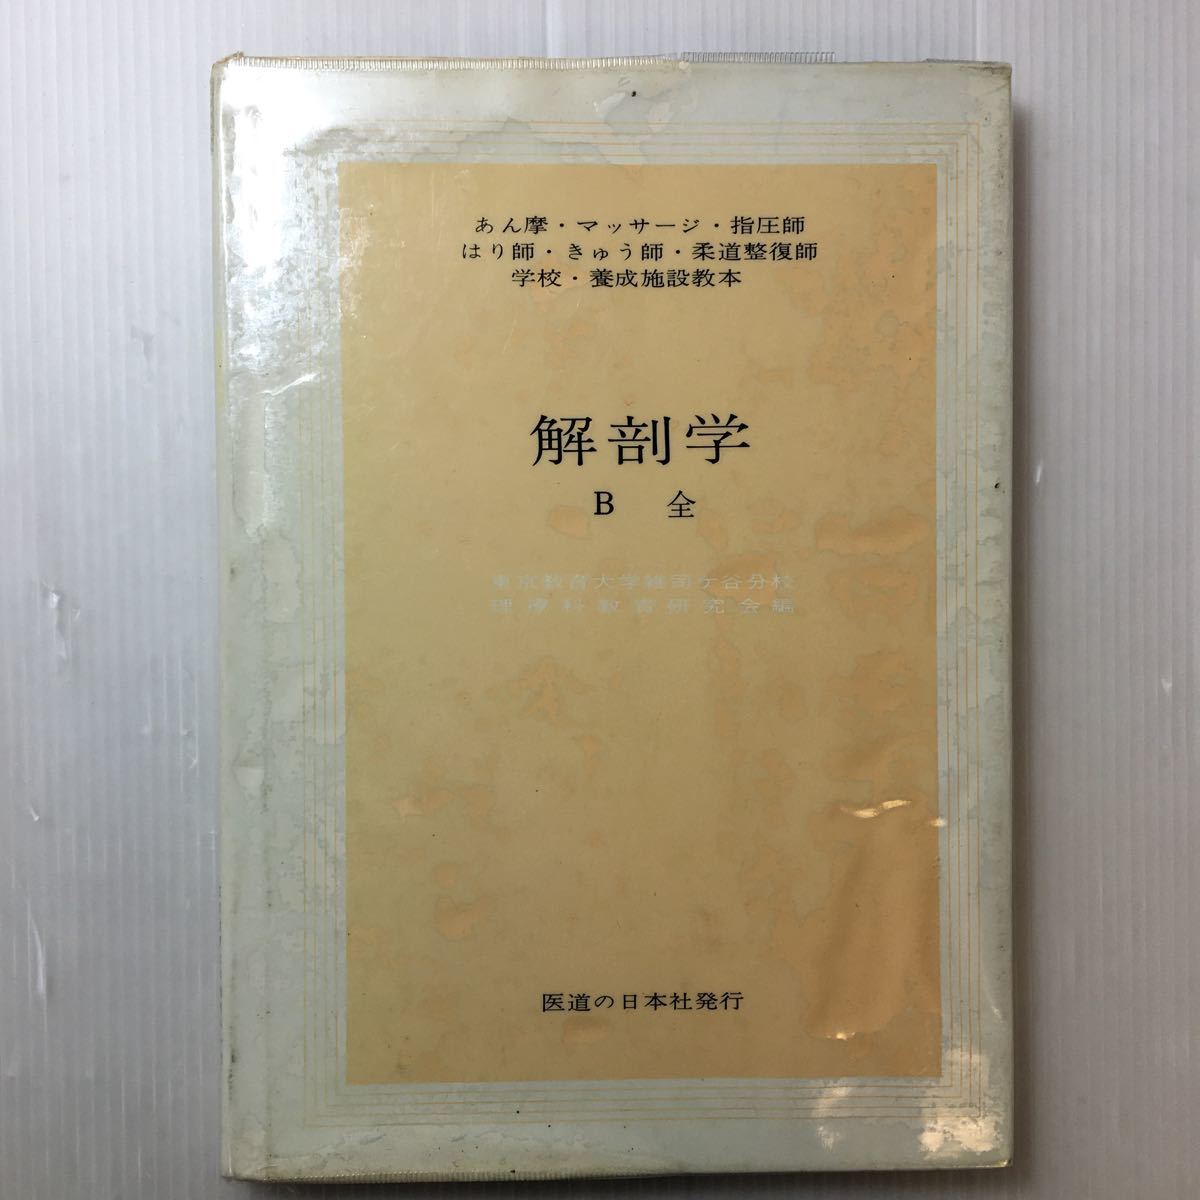 あん摩・マッサージ・指圧師
はり師・きゅう師・柔道整復師
学校・養成施設教本
解剖学
B 全
東京教育大学雑司ケ谷分校
理療科教育研究会編
医道の日本社発行